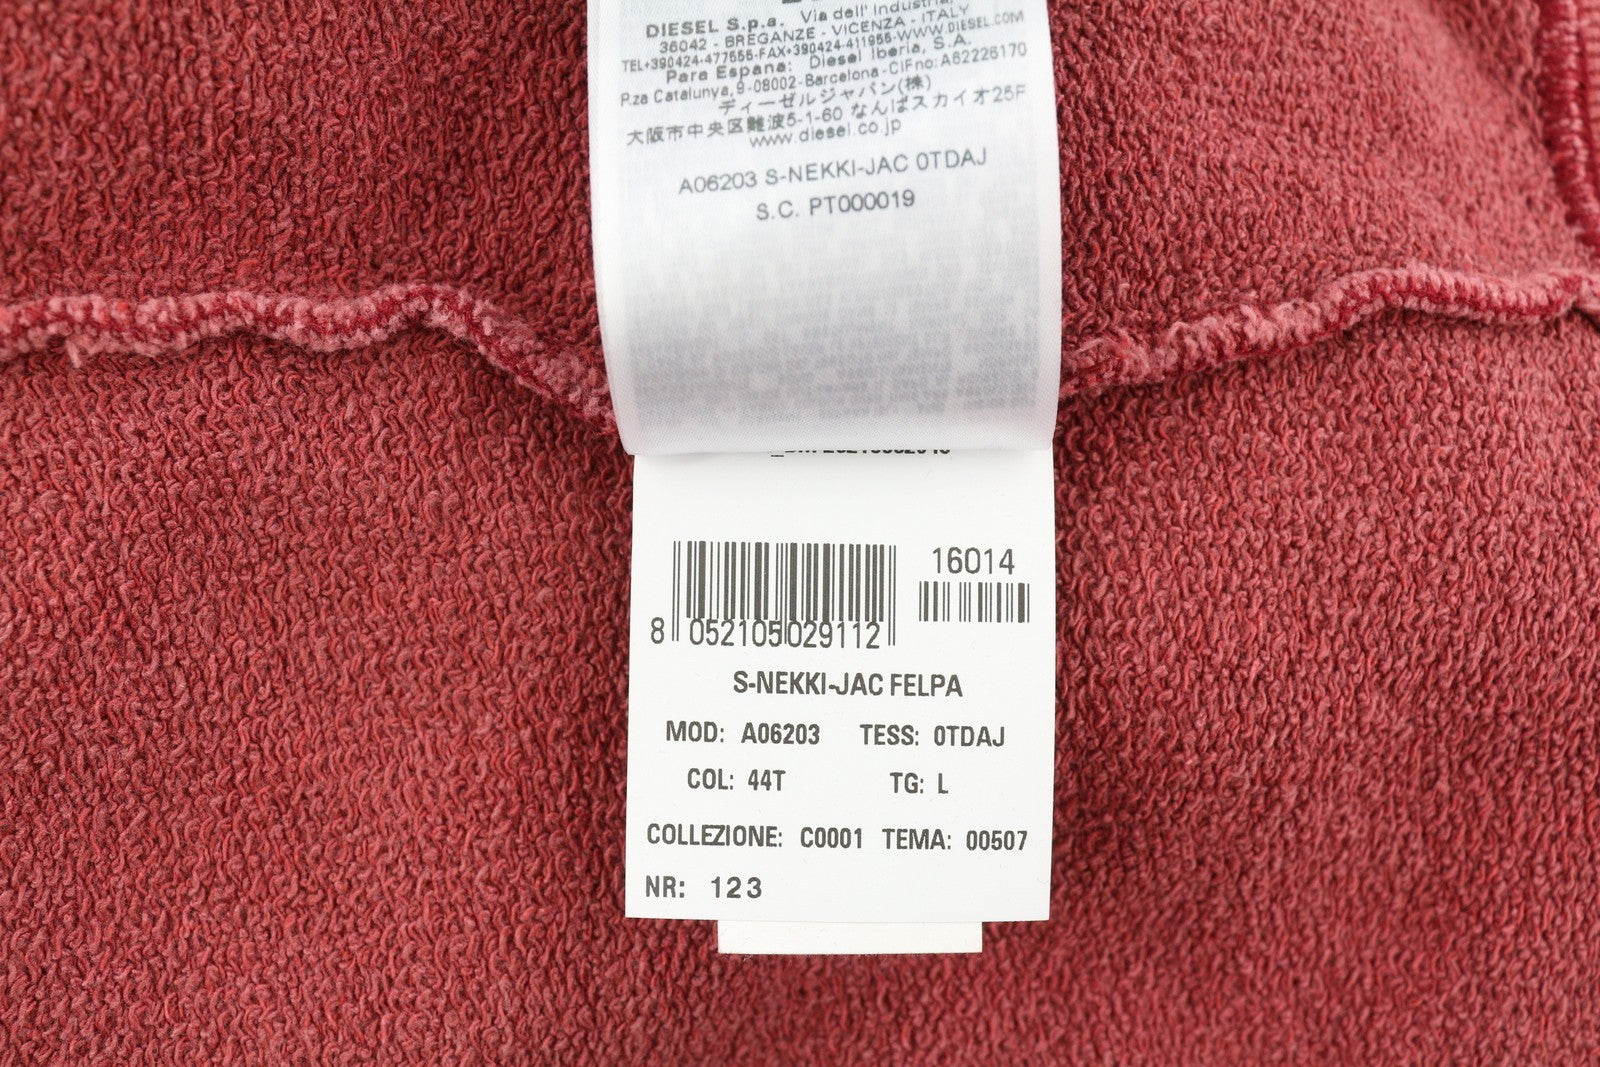 DIESEL S.p.a. Via dell' Industria,
36042 - BREGANZE - VICENZA - ITALY
TEL+390424-477555-FAX+390424-411955-WWW.DIESEL.COM
Para Espana: Diesel Iberia, S.A.
P.za Catalunya,9-08002-Barcelona-CIFno:A62226170
ディーゼルジャパン(株)
大阪市中央区難波5-1-60 なんばスカイオ25F
www.diesel.co.jp
A06203 S-NEKKI-JAC 0TDAJ
S.C. PT000019
16014
8 052105 029112
S-NEKKI-JAC FELPA
MOD: A06203 TESS: 0TDAJ
COL: 44T TG: L
COLLEZIONE: C0001 TEMA: 00507
NR: 123